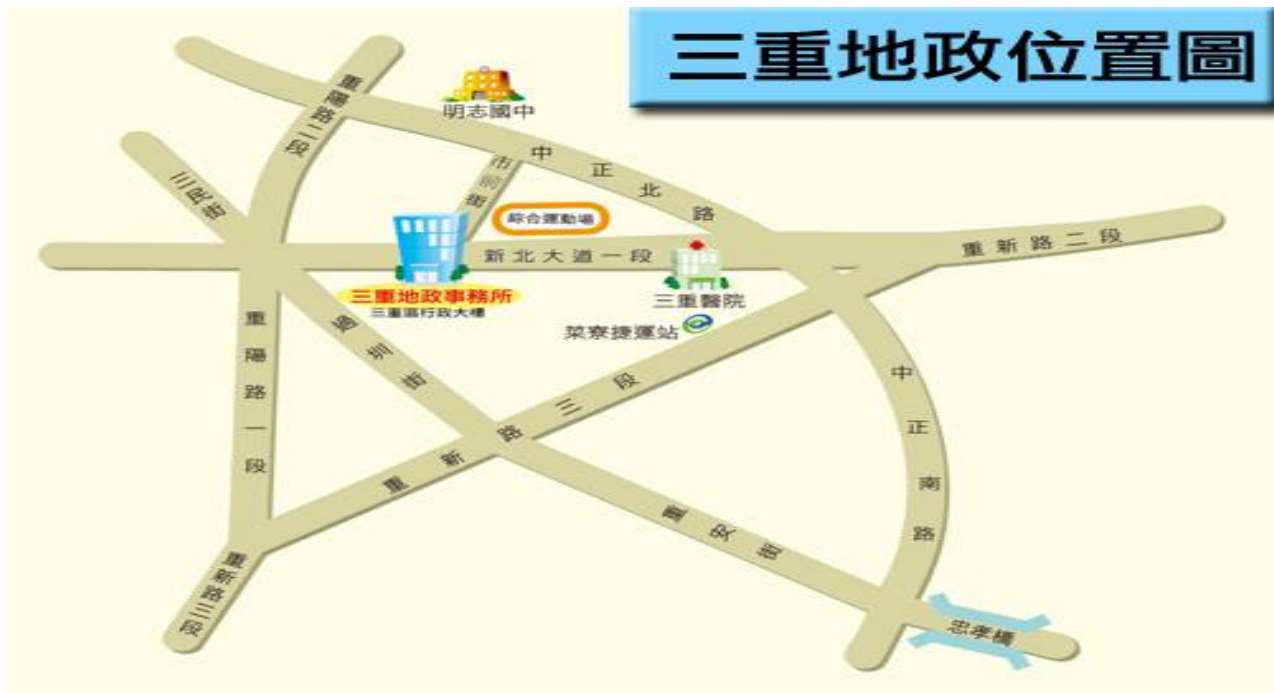 三重地政位置圖
重陽路二段
明志國中
中正北路
市前街
三民街
綜合運動場
新北大道一段
重新路二段
三重地政事務所
三重區行政大樓
三重醫院
菜寮捷運站
重陽路一段
過圳街
重新路三段
中正南路
重安街
重新路三段
忠孝橋